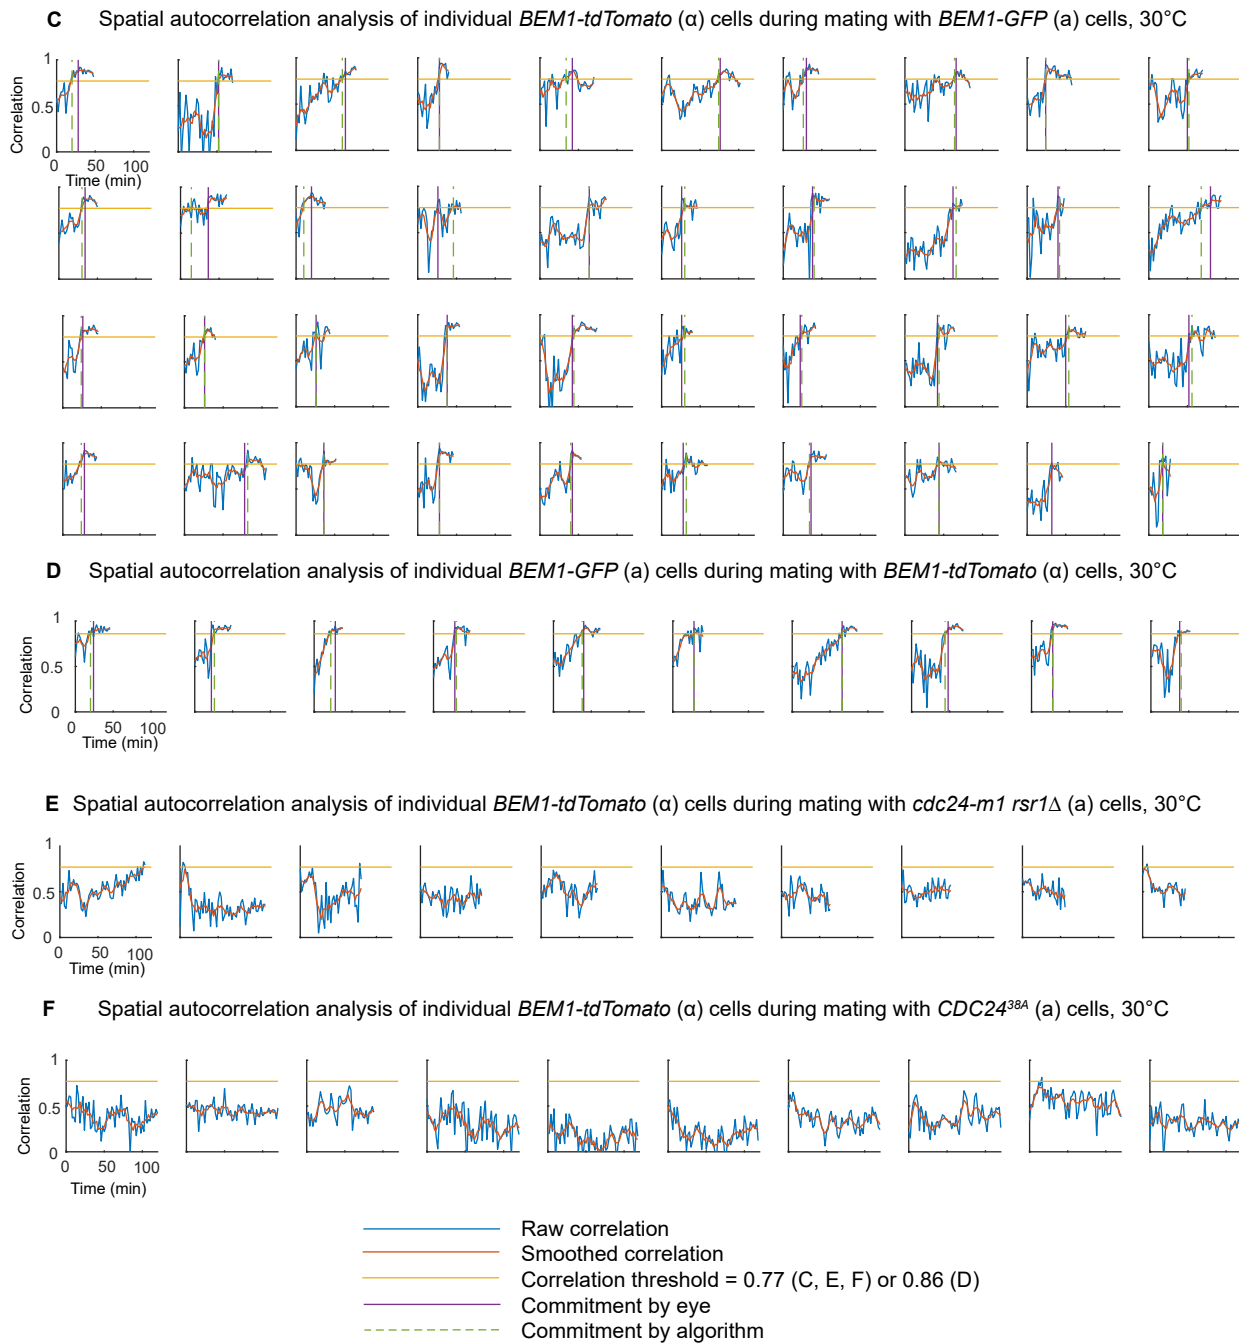 C Spatial autocorrelation analysis of individual BEM1-tdTomato (α) cells during mating with BEM1-GFP (a) cells, 30°C
1
0.5
0
Correlation
0 50 100
Time (min)
D Spatial autocorrelation analysis of individual BEM1-GFP (a) cells during mating with BEM1-tdTomato (α) cells, 30°C
1
0.5
0
Correlation
0 50 100
Time (min)
E Spatial autocorrelation analysis of individual BEM1-tdTomato (α) cells during mating with cdc24-m1 rsr1Δ (a) cells, 30°C
1
0.5
0
Correlation
0 50 100
Time (min)
F Spatial autocorrelation analysis of individual BEM1-tdTomato (α) cells during mating with CDC24³⁸ᴬ (a) cells, 30°C
1
0.5
0
Correlation
0 50 100
Time (min)
Raw correlation
Smoothed correlation
Correlation threshold = 0.77 (C, E, F) or 0.86 (D)
Commitment by eye
Commitment by algorithm